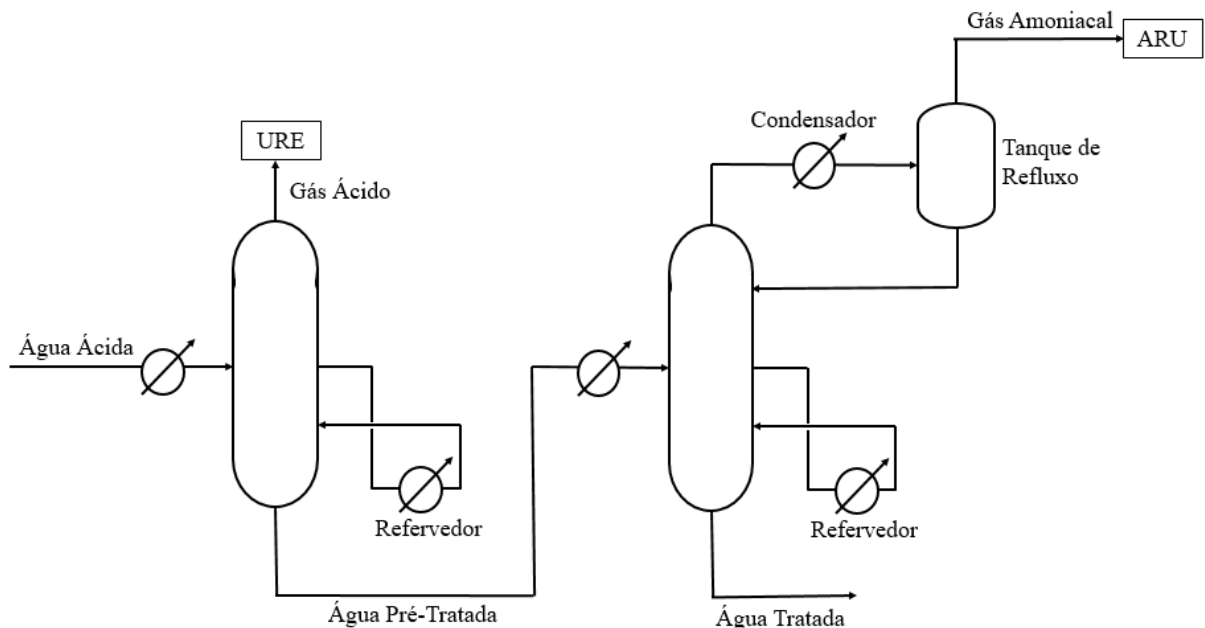 Gás Amoniacal
ARU
Condensador
URE
Tanque de
Refluxo
Gás Ácido
Água Ácida
Refervedor
Refervedor
Água Pré-Tratada
Água Tratada